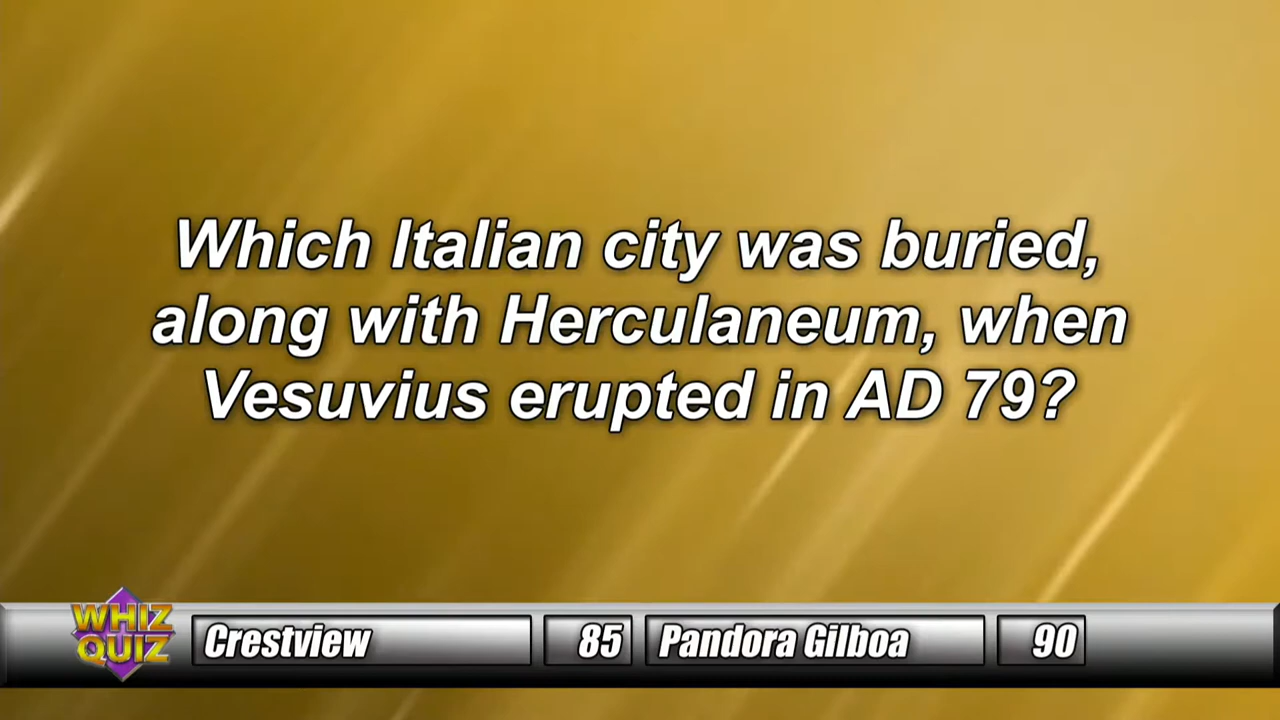 Which Italian city was buried,
along with Herculaneum, when
Vesuvius erupted in AD 79?
WHIZ
QUIZ
Crestview 85 Pandora Gilboa 90